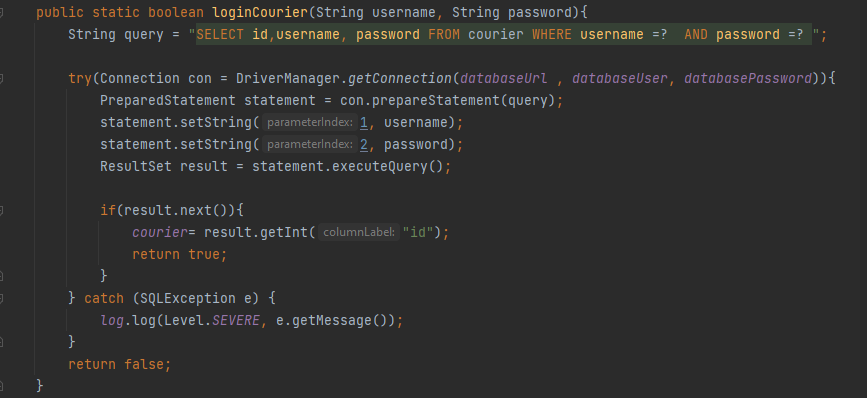 public static boolean loginCourier(String username, String password){
String query = "SELECT id,username, password FROM courier WHERE username =?  AND password =? ";
try(Connection con = DriverManager.getConnection(databaseUrl , databaseUser, databasePassword)){
PreparedStatement statement = con.prepareStatement(query);
statement.setString( parameterIndex: 1, username);
statement.setString( parameterIndex: 2, password);
ResultSet result = statement.executeQuery();
if(result.next()){
courier= result.getInt( columnLabel: "id");
return true;
}
} catch (SQLException e) {
log.log(Level.SEVERE, e.getMessage());
}
return false;
}